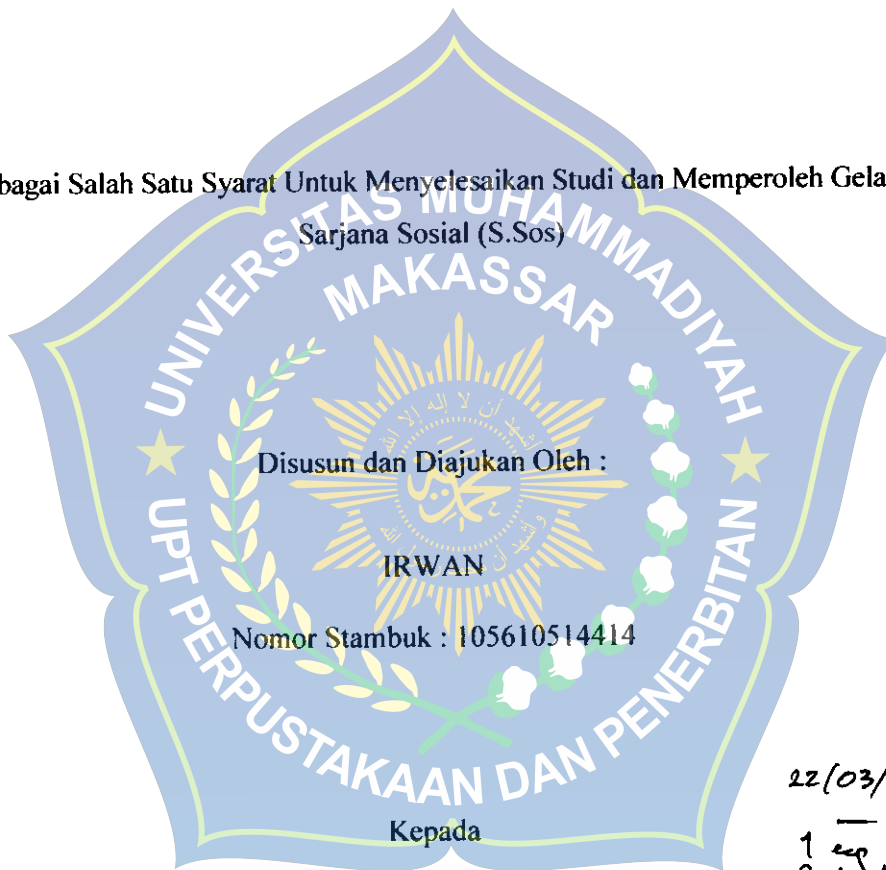 bagai Salah Satu Syarat Untuk Menyelesaikan Studi dan Memperoleh Gela
Sarjana Sosial (S.Sos)
UNIVERSITAS MUHAMMADIYAH
MAKASSAR
Disusun dan Diajukan Oleh :
IRWAN
Nomor Stambuk : 105610514414
UPT PERPUSTAKAAN DAN PENERBITAN
Kepada
22/03/
1